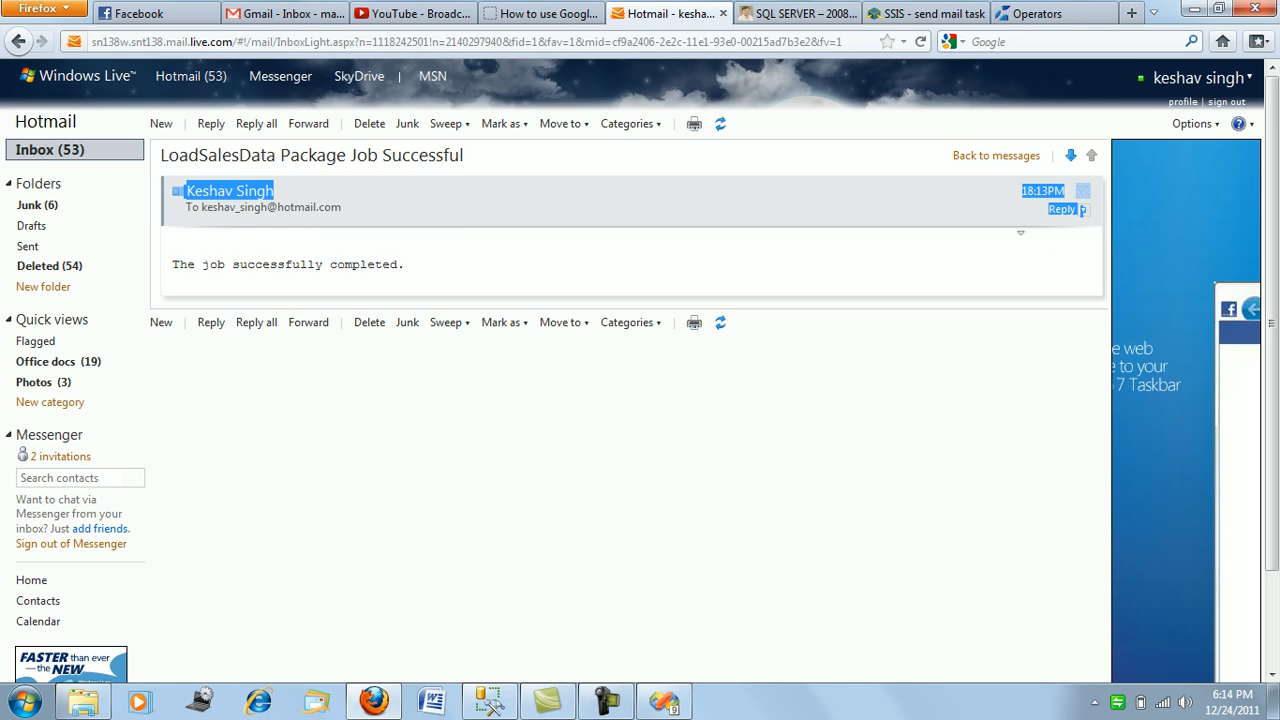 Firefox
Facebook
Gmail - Inbox - ma...
YouTube - Broadc...
How to use Googl...
Hotmail - kesha...
SQL SERVER – 2008...
SSIS - send mail task
Operators
sn138w.snt138.mail.live.com/#!/mail/InboxLight.aspx?n=1118242501!n=2140297940&fid=1&fav=1&mid=cf9a2406-2e2c-11e1-93e0-00215ad7b3e2&fv=1
Google
Windows Live™ Hotmail (53) Messenger SkyDrive | MSN
keshav singh
profile | sign out
Hotmail
New | Reply Reply all Forward | Delete Junk Sweep Mark as Move to Categories |
Options
Inbox (53)
LoadSalesData Package Job Successful
Back to messages
Keshav Singh
18:13PM
To keshav_singh@hotmail.com
Reply
The job successfully completed.
New | Reply Reply all Forward | Delete Junk Sweep Mark as Move to Categories |
Folders
Junk (6)
Drafts
Sent
Deleted (54)
New folder
Quick views
Flagged
Office docs (19)
Photos (3)
New category
Messenger
2 invitations
Search contacts
Want to chat via
Messenger from your
inbox? Just add friends.
Sign out of Messenger
Home
Contacts
Calendar
FASTER than ever
—the NEW
e web
e to your
7 Taskbar
9
6:14 PM
12/24/2011